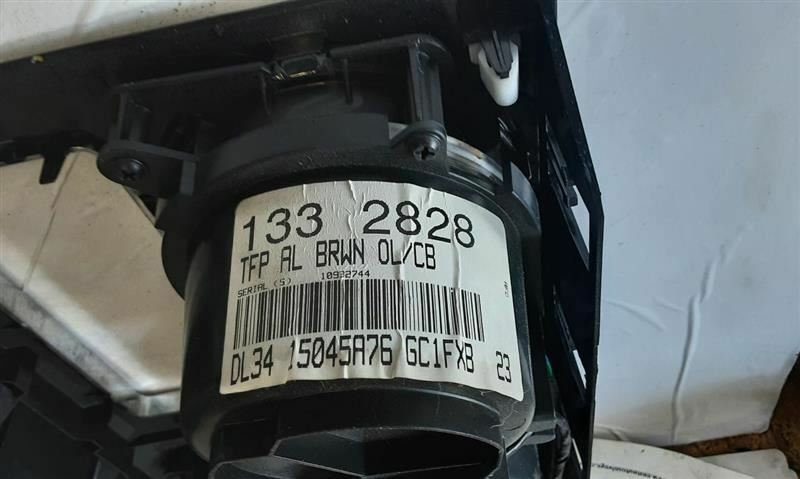 133 2828
TFP AL BRWN OL/CB
SERIAL (S) 10932744
DL34 15045A76 GC1FXB 23